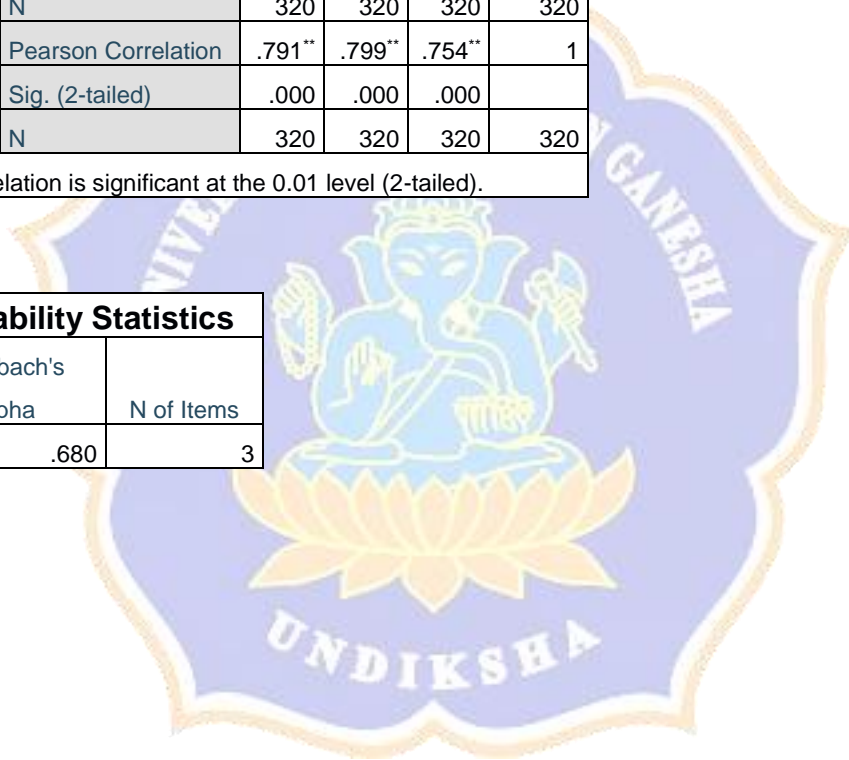 N 320 320 320 320
Pearson Correlation .791** .799** .754** 1
Sig. (2-tailed) .000 .000 .000
N 320 320 320 320
elation is significant at the 0.01 level (2-tailed).
GANESHA
ability Statistics
bach's
pha N of Items
.680 3
UNDIKSHA